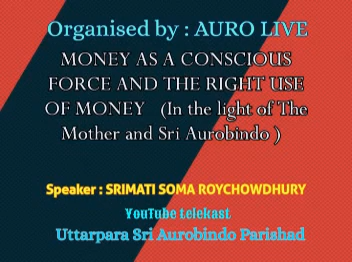 Organised by : AURO LIVE
MONEY AS A CONSCIOUS
FORCE AND THE RIGHT USE
OF MONEY (In the light of The
Mother and Sri Aurobindo )
Speaker : SRIMATI SOMA ROYCHOWDHURY
YouTube telekast
Uttarpara Sri Aurobindo Parishad